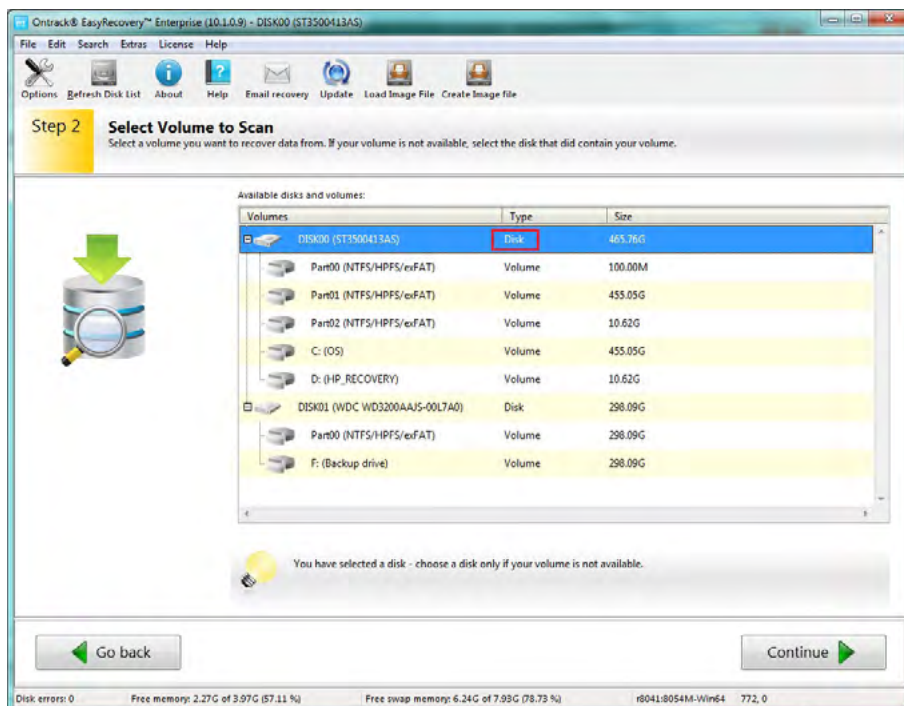 Ontrack® EasyRecovery™ Enterprise (10.1.0.9) - DISK00 (ST3500413AS)
File Edit Search Extras License Help
Options Refresh Disk List About Help Email recovery Update Load Image File Create Image file
Step 2 Select Volume to Scan
Select a volume you want to recover data from. If your volume is not available, select the disk that did contain your volume.
Available disks and volumes:
Volumes Type Size
DISK00 (ST3500413AS) Disk 465.76G
Part00 (NTFS/HPFS/exFAT) Volume 100.00M
Part01 (NTFS/HPFS/exFAT) Volume 455.05G
Part02 (NTFS/HPFS/exFAT) Volume 10.62G
C: (OS) Volume 455.05G
D: (HP_RECOVERY) Volume 10.62G
DISK01 (WDC WD3200AAJS-00L7A0) Disk 298.09G
Part00 (NTFS/HPFS/exFAT) Volume 298.09G
F: (Backup drive) Volume 298.09G
You have selected a disk - choose a disk only if your volume is not available.
Go back Continue
Disk errors: 0 Free memory: 2.27G of 3.97G (57.11 %) Free swap memory: 6.24G of 7.93G (78.73 %) r8041:8054M-Win64 772, 0